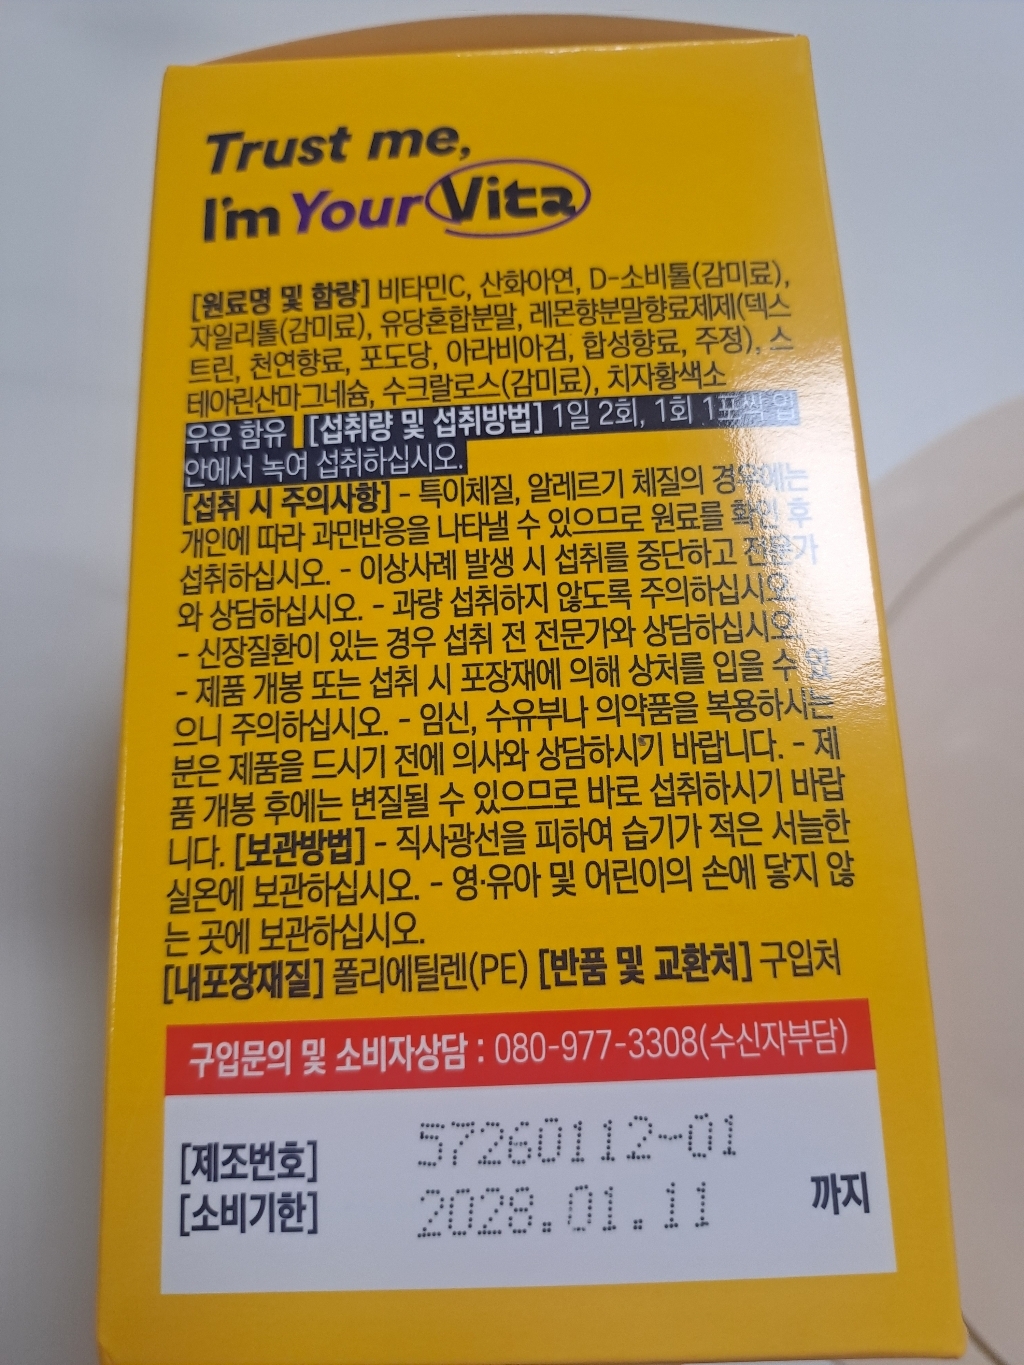 Trust me,
I'm Your Vita
[원료명 및 함량] 비타민C, 산화아연, D-소비톨(감미료),
자일리톨(감미료), 유당혼합분말, 레몬향분말향료제제(덱스
트린, 천연향료, 포도당, 아라비아검, 합성향료, 주정), 스
테아린산마그네슘, 수크랄로스(감미료), 치자황색소
우유 함유 [섭취량 및 섭취방법] 1일 2회, 1회 1포씩 입
안에서 녹여 섭취하십시오.
[섭취 시 주의사항] - 특이체질, 알레르기 체질의 경우에는
개인에 따라 과민반응을 나타낼 수 있으므로 원료를 확인 후
섭취하십시오. - 이상사례 발생 시 섭취를 중단하고 전문가
와 상담하십시오. - 과량 섭취하지 않도록 주의하십시오.
- 신장질환이 있는 경우 섭취 전 전문가와 상담하십시오.
- 제품 개봉 또는 섭취 시 포장재에 의해 상처를 입을 수 있
으니 주의하십시오. - 임신, 수유부나 의약품을 복용하시는
분은 제품을 드시기 전에 의사와 상담하시기 바랍니다. - 제
품 개봉 후에는 변질될 수 있으므로 바로 섭취하시기 바랍
니다. [보관방법] - 직사광선을 피하여 습기가 적은 서늘한
실온에 보관하십시오. - 영·유아 및 어린이의 손에 닿지 않
는 곳에 보관하십시오.
[내포장재질] 폴리에틸렌(PE) [반품 및 교환처] 구입처
구입문의 및 소비자상담 : 080-977-3308(수신자부담)
[제조번호] 57260112-01
[소비기한] 2028.01.11 까지